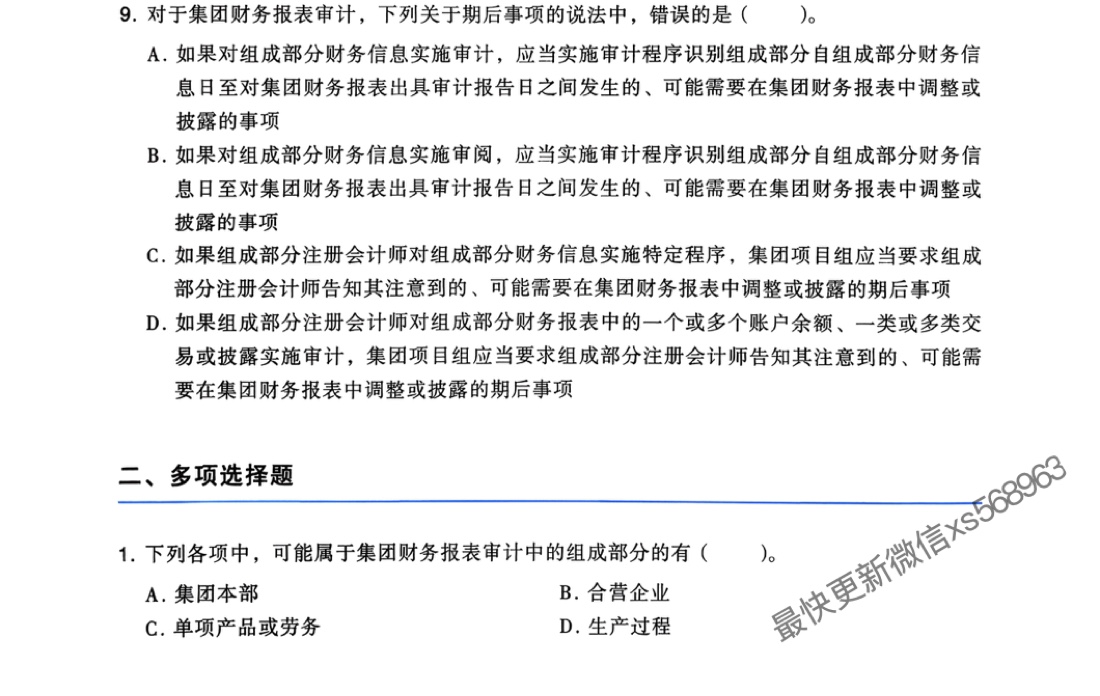 9. 对于集团财务报表审计，下列关于期后事项的说法中，错误的是（　　）。
A. 如果对组成部分财务信息实施审计，应当实施审计程序识别组成部分自组成部分财务信
息日至对集团财务报表出具审计报告日之间发生的、可能需要在集团财务报表中调整或
披露的事项
B. 如果对组成部分财务信息实施审阅，应当实施审计程序识别组成部分自组成部分财务信
息日至对集团财务报表出具审计报告日之间发生的、可能需要在集团财务报表中调整或
披露的事项
C. 如果组成部分注册会计师对组成部分财务信息实施特定程序，集团项目组应当要求组成
部分注册会计师告知其注意到的、可能需要在集团财务报表中调整或披露的期后事项
D. 如果组成部分注册会计师对组成部分财务报表中的一个或多个账户余额、一类或多类交
易或披露实施审计，集团项目组应当要求组成部分注册会计师告知其注意到的、可能需
要在集团财务报表中调整或披露的期后事项
二、多项选择题
1. 下列各项中，可能属于集团财务报表审计中的组成部分的有（　　）。
A. 集团本部　　B. 合营企业
C. 单项产品或劳务　　D. 生产过程
最快更新微信xs568963